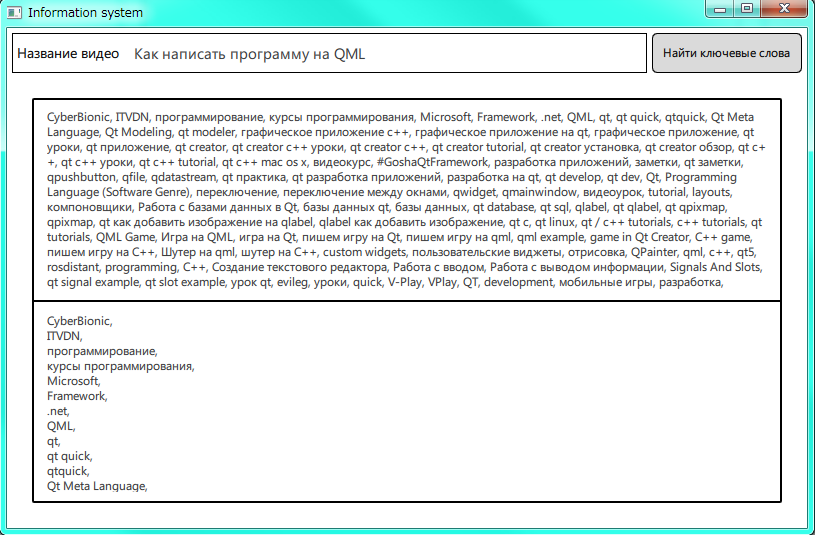 Information system
Название видео Как написать программу на QML Найти ключевые слова
CyberBionic, ITVDN, программирование, курсы программирования, Microsoft, Framework, .net, QML, qt, qt quick, qtquick, Qt Meta
Language, Qt Modeling, qt modeler, графическое приложение c++, графическое приложение на qt, графическое приложение, qt
уроки, qt приложение, qt creator, qt creator c++ уроки, qt creator c++, qt creator tutorial, qt creator установка, qt creator обзор, qt c+
+, qt c++ уроки, qt c++ tutorial, qt c++ mac os x, видеокурс, #GoshaQtFramework, разработка приложений, заметки, qt заметки,
qpushbutton, qfile, qdatastream, qt практика, qt разработка приложений, разработка на qt, qt develop, qt dev, Qt, Programming
Language (Software Genre), переключение, переключение между окнами, qwidget, qmainwindow, видеоурок, tutorial, layouts,
компоновщики, Работа с базами данных в Qt, базы данных qt, базы данных, qt database, qt sql, qlabel, qt qlabel, qt qpixmap,
qpixmap, qt как добавить изображение на qlabel, qlabel как добавить изображение, qt c, qt linux, qt / c++ tutorials, c++ tutorials, qt
tutorials, QML Game, Игра на QML, игра на Qt, пишем игру на Qt, пишем игру на qml, qml example, game in Qt Creator, C++ game,
пишем игру на C++, Шутер на qml, шутер на C++, custom widgets, пользовательские виджеты, отрисовка, QPainter, qml, c++, qt5,
rosdistant, programming, C++, Создание текстового редактора, Работа с вводом, Работа с выводом информации, Signals And Slots,
qt signal example, qt slot example, урок qt, evileg, уроки, quick, V-Play, VPlay, QT, development, мобильные игры, разработка,
CyberBionic,
ITVDN,
программирование,
курсы программирования,
Microsoft,
Framework,
.net,
QML,
qt,
qt quick,
qtquick,
Qt Meta Language,